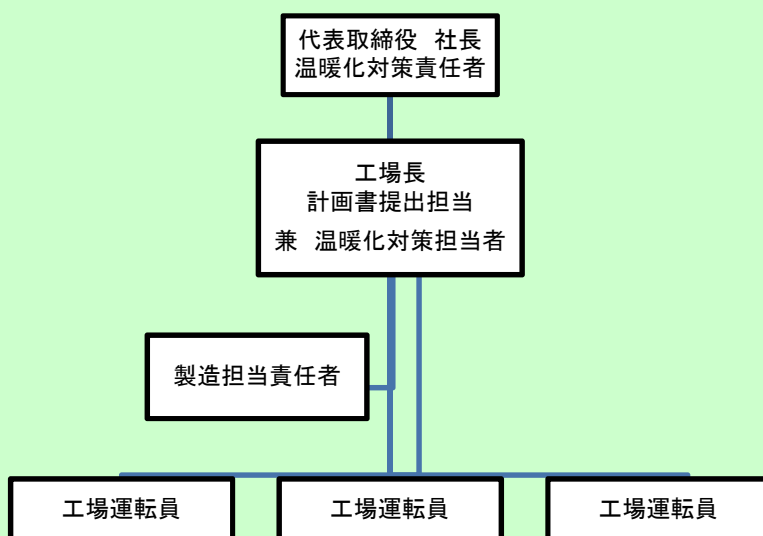 代表取締役 社長
温暖化対策責任者
工場長
計画書提出担当
兼 温暖化対策担当者
製造担当責任者
工場運転員
工場運転員
工場運転員